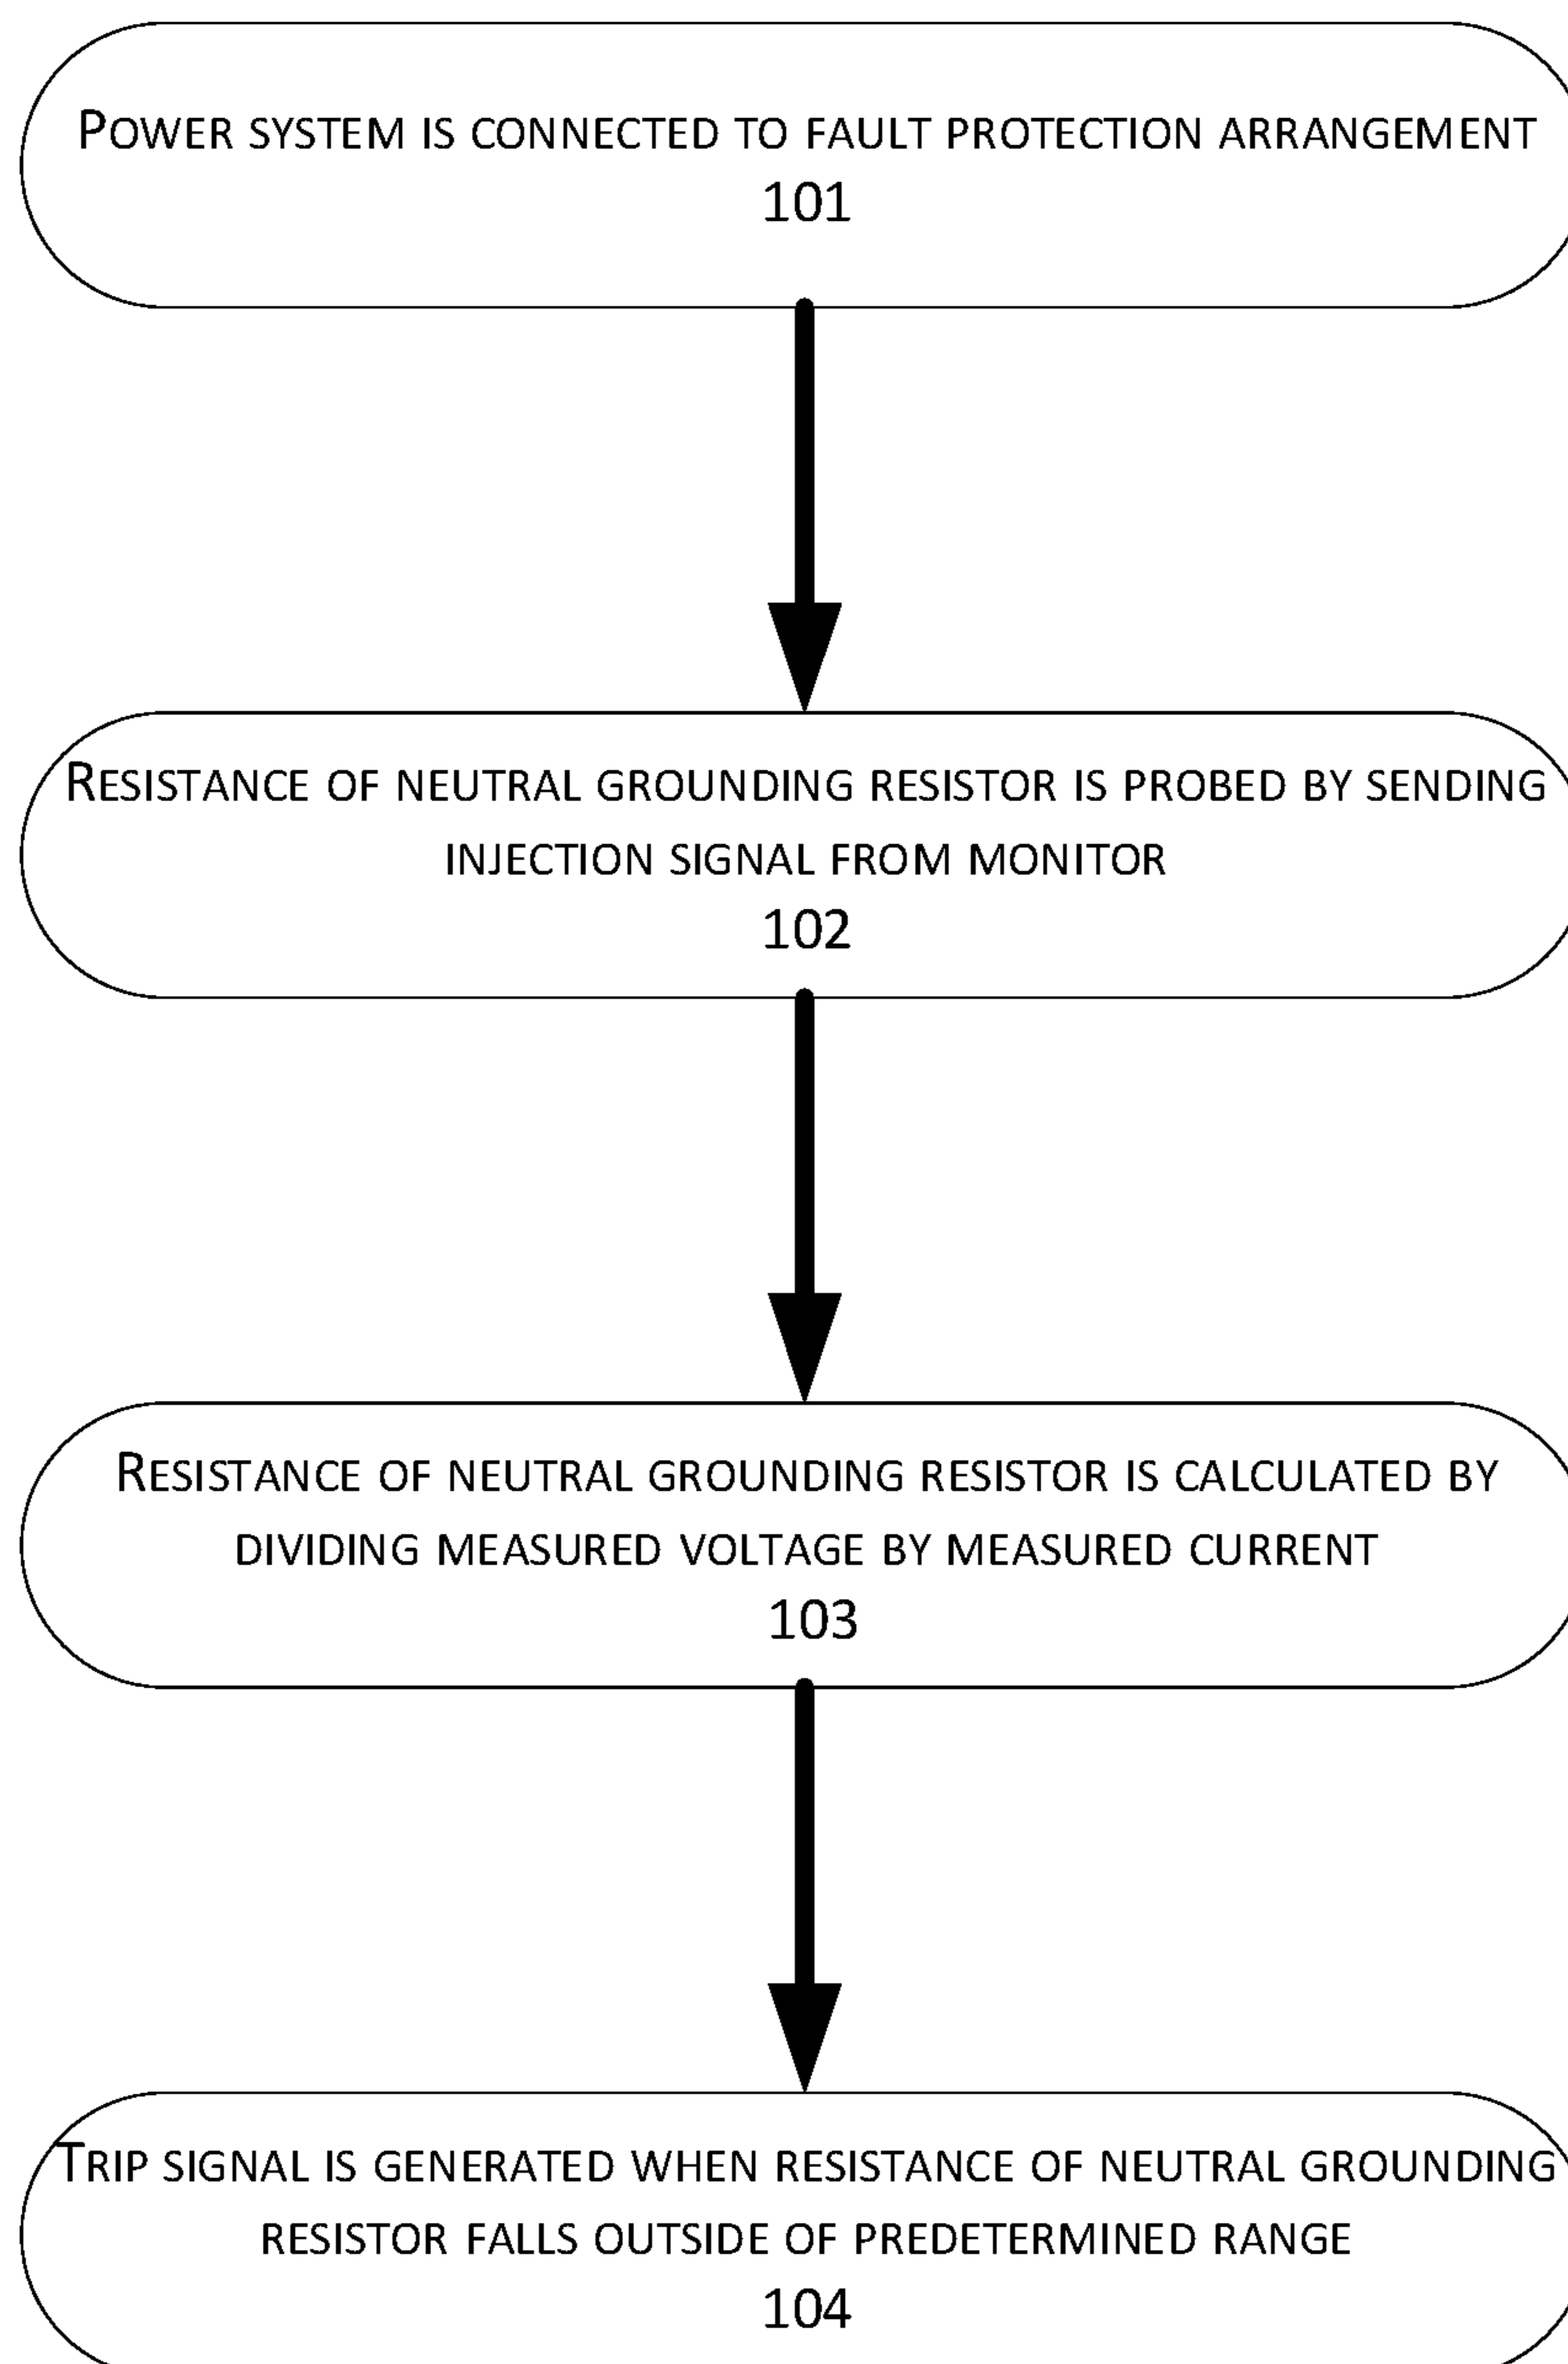 POWER SYSTEM IS CONNECTED TO FAULT PROTECTION ARRANGEMENT
101
RESISTANCE OF NEUTRAL GROUNDING RESISTOR IS PROBED BY SENDING
INJECTION SIGNAL FROM MONITOR
102
RESISTANCE OF NEUTRAL GROUNDING RESISTOR IS CALCULATED BY
DIVIDING MEASURED VOLTAGE BY MEASURED CURRENT
103
TRIP SIGNAL IS GENERATED WHEN RESISTANCE OF NEUTRAL GROUNDING
RESISTOR FALLS OUTSIDE OF PREDETERMINED RANGE
104